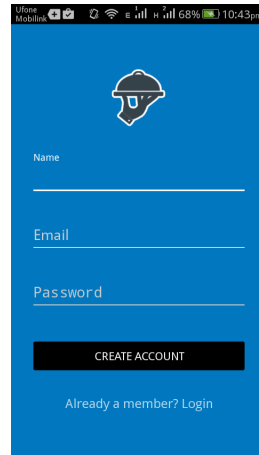 Ufone
Mobilink
E H 68% 10:43pm
Name
Email
Password
CREATE ACCOUNT
Already a member? Login